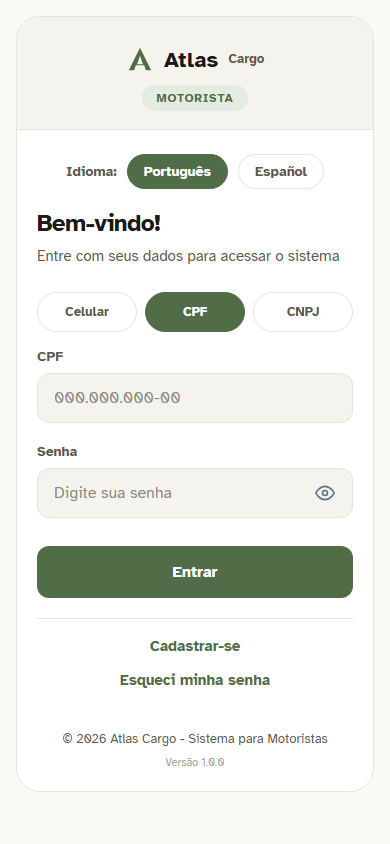 Atlas Cargo
MOTORISTA
Idioma: Português Español
Bem-vindo!
Entre com seus dados para acessar o sistema
Celular CPF CNPJ
CPF
000.000.000-00
Senha
Digite sua senha
Entrar
Cadastrar-se
Esqueci minha senha
© 2026 Atlas Cargo - Sistema para Motoristas
Versão 1.0.0